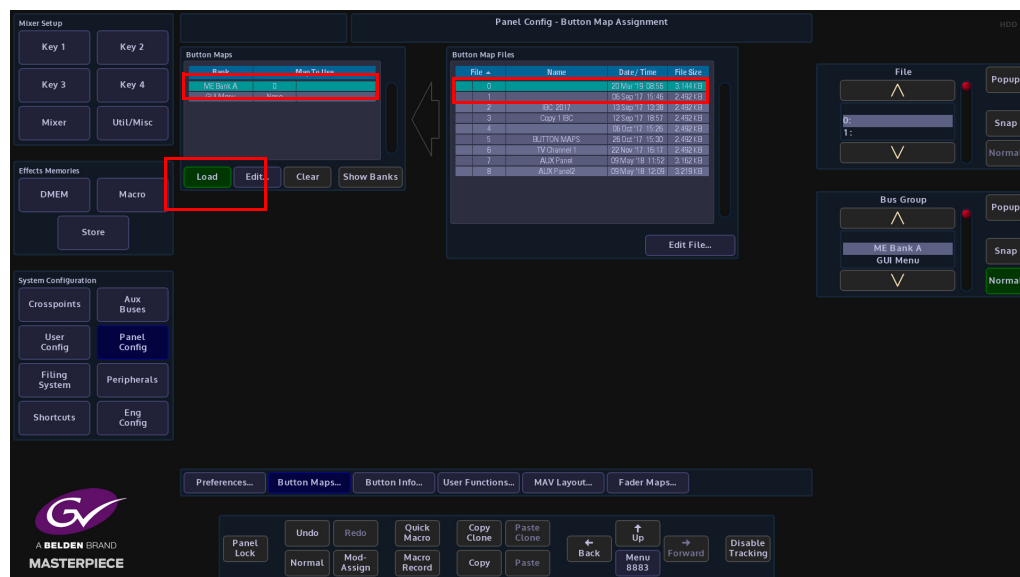 Mixer Setup
Key 1
Key 2
Key 3
Key 4
Mixer
Util/Misc
Effects Memories
DMEM
Macro
Store
System Configuration
Crosspoints
Aux
Buses
User
Config
Panel
Config
Filing
System
Peripherals
Shortcuts
Eng
Config
A BELDEN BRAND
MASTERPIECE
Panel Config - Button Map Assignment
HDD
Button Maps
Bank Map To Use
ME Bank A 0
GUI Menu None
Load
Edit...
Clear
Show Banks
Button Map Files
File Name Date / Time File Size
0 20 Mar '19 08:56 3.144 KB
1 06 Sep '17 15:46 2.492 KB
2 IBC 2017 13 Sep '17 13:38 2.492 KB
3 Copy 1 IBC 12 Sep '17 18:57 2.492 KB
4 06 Oct '17 15:26 2.492 KB
5 BUTTON MAPS 26 Oct '17 15:30 2.492 KB
6 TV Channel 1 22 Nov '17 16:17 2.492 KB
7 AUX Panel 09 May '18 11:52 3.162 KB
8 AUX Panel2 09 May '18 12:09 3.219 KB
Edit File...
File
0:
1:
Popup
Snap
Normal
Bus Group
ME Bank A
GUI Menu
Popup
Snap
Normal
Preferences...
Button Maps...
Button Info...
User Functions...
MAV Layout...
Fader Maps...
Panel
Lock
Undo
Redo
Normal
Mod-
Assign
Quick
Macro
Macro
Record
Copy
Clone
Paste
Clone
Copy
Paste
Back
Up
Menu
8883
Forward
Disable
Tracking